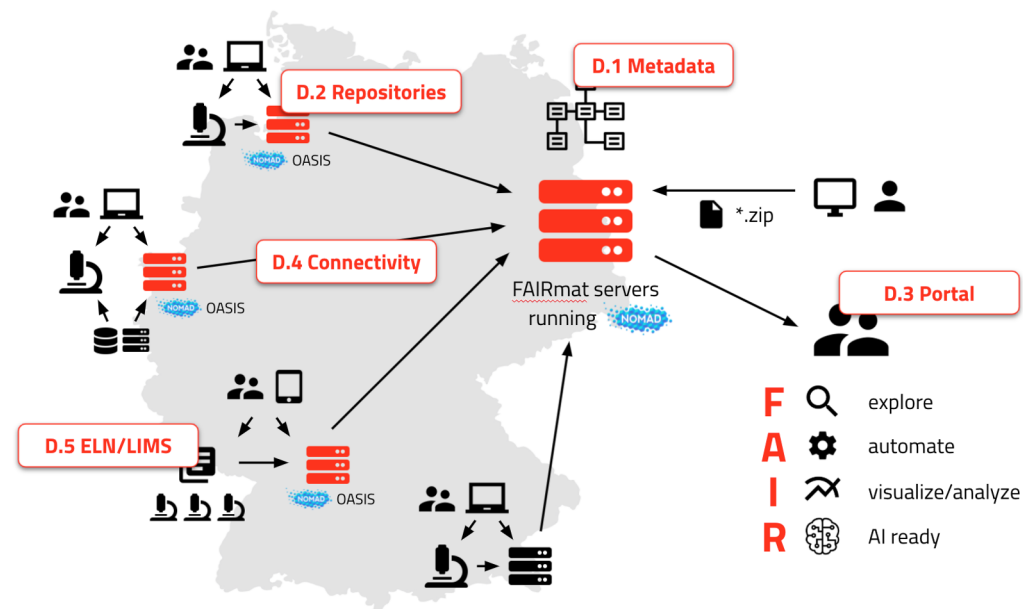 D.1 Metadata
D.2 Repositories
NOMAD OASIS
*.zip
D.4 Connectivity
FAIRmat servers
running NOMAD
D.3 Portal
NOMAD OASIS
F explore
A automate
I visualize/analyze
R AI ready
D.5 ELN/LIMS
NOMAD OASIS